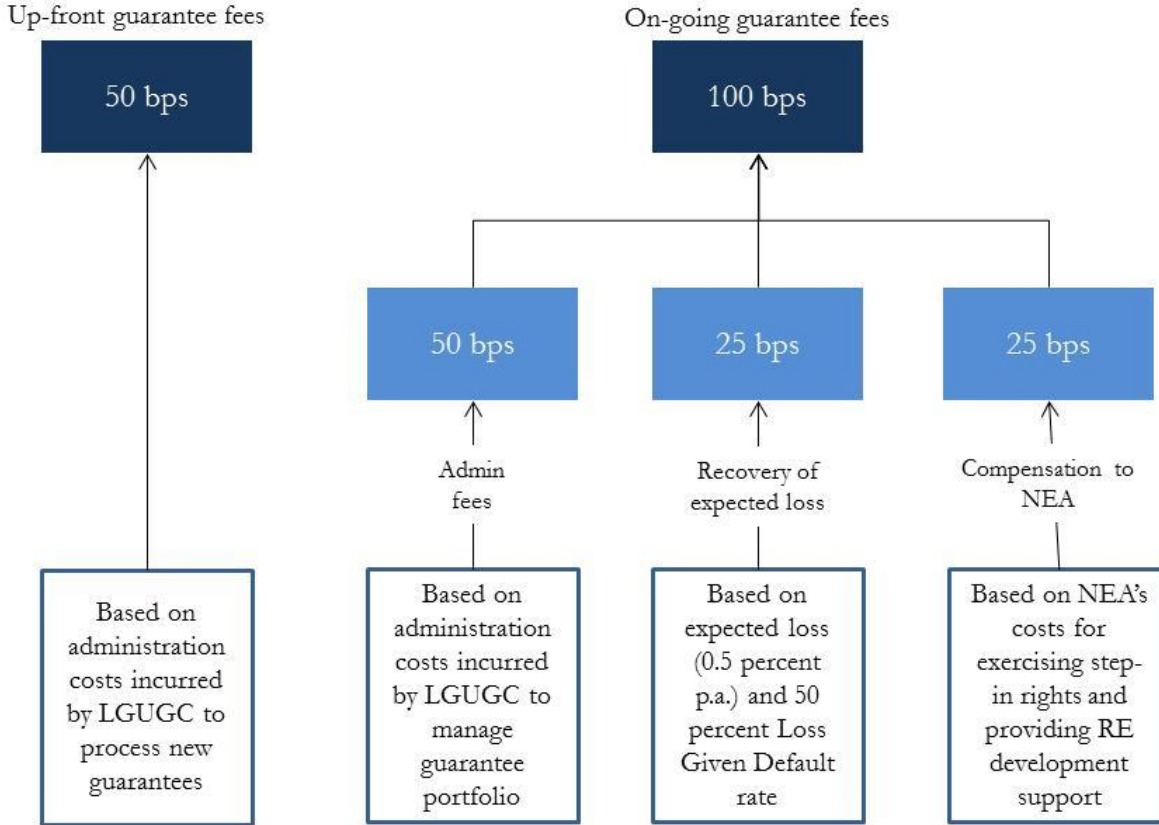 Up-front guarantee fees
On-going guarantee fees
50 bps
100 bps
50 bps
25 bps
25 bps
Admin
fees
Recovery of
expected loss
Compensation to
NEA
Based on
administration
costs incurred
by LGUGC to
process new
guarantees
Based on
administration
costs incurred
by LGUGC to
manage
guarantee
portfolio
Based on
expected loss
(0.5 percent
p.a.) and 50
percent Loss
Given Default
rate
Based on NEA’s
costs for
exercising step-
in rights and
providing RE
development
support